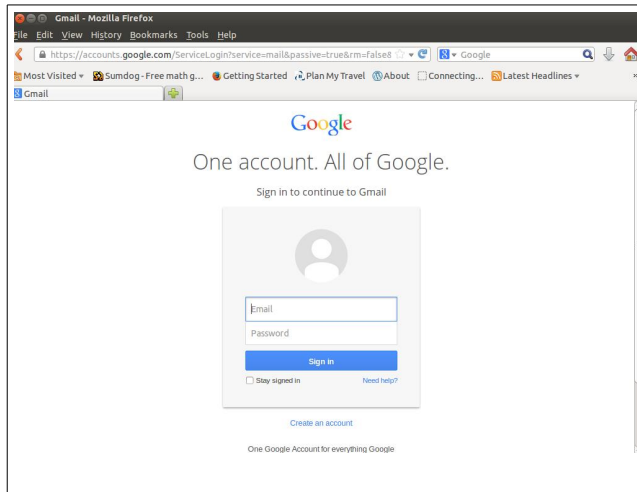 Gmail - Mozilla Firefox
File Edit View History Bookmarks Tools Help
https://accounts.google.com/ServiceLogin?service=mail&passive=true&rm=false& Google
Most Visited Sumdog - Free math g... Getting Started Plan My Travel About Connecting... Latest Headlines
Gmail
Google
One account. All of Google.
Sign in to continue to Gmail
Email
Password
Sign in
Stay signed in Need help?
Create an account
One Google Account for everything Google